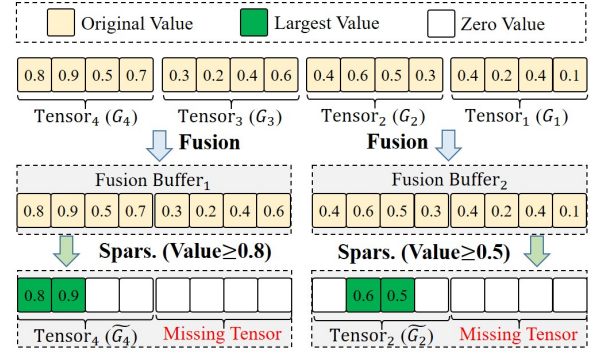 Original Value Largest Value Zero Value
0.8 0.9 0.5 0.7 0.3 0.2 0.4 0.6 0.4 0.6 0.5 0.3 0.4 0.2 0.4 0.1
Tensor₄ (G₄) Tensor₃ (G₃) Tensor₂ (G₂) Tensor₁ (G₁)
Fusion Fusion
Fusion Buffer₁ Fusion Buffer₂
0.8 0.9 0.5 0.7 0.3 0.2 0.4 0.6 0.4 0.6 0.5 0.3 0.4 0.2 0.4 0.1
Spars. (Value≥0.8) Spars. (Value≥0.5)
0.8 0.9 0.6 0.5
Tensor₄ (G̃₄) Missing Tensor Tensor₂ (G̃₂) Missing Tensor